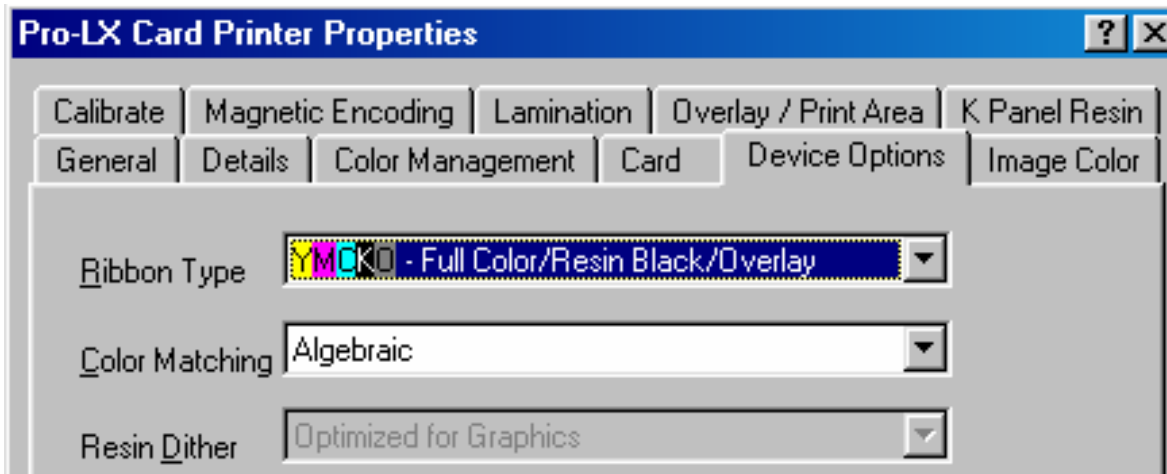 Pro-LX Card Printer Properties ? X
Calibrate Magnetic Encoding Lamination Overlay / Print Area K Panel Resin
General Details Color Management Card Device Options Image Color
Ribbon Type YMCKO - Full Color/Resin Black/Overlay
Color Matching Algebraic
Resin Dither Optimized for Graphics